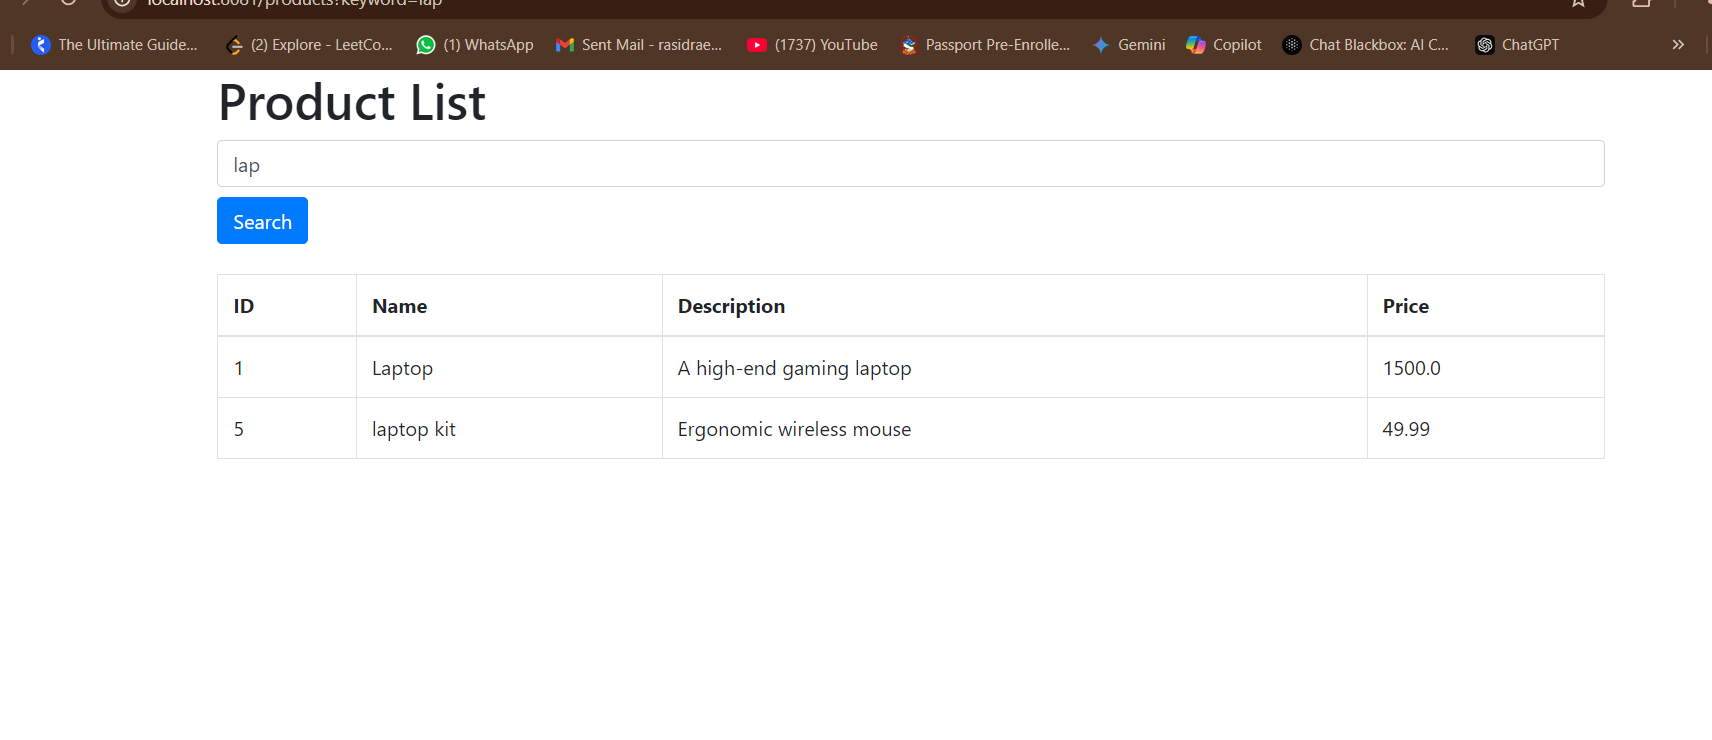 localhost:8081/products?keyword=lap
The Ultimate Guide... (2) Explore - LeetCo... (1) WhatsApp Sent Mail - rasidrae... (1737) YouTube Passport Pre-Enrolle... Gemini Copilot Chat Blackbox: AI C... ChatGPT »
Product List
lap
Search
ID Name Description Price
1 Laptop A high-end gaming laptop 1500.0
5 laptop kit Ergonomic wireless mouse 49.99